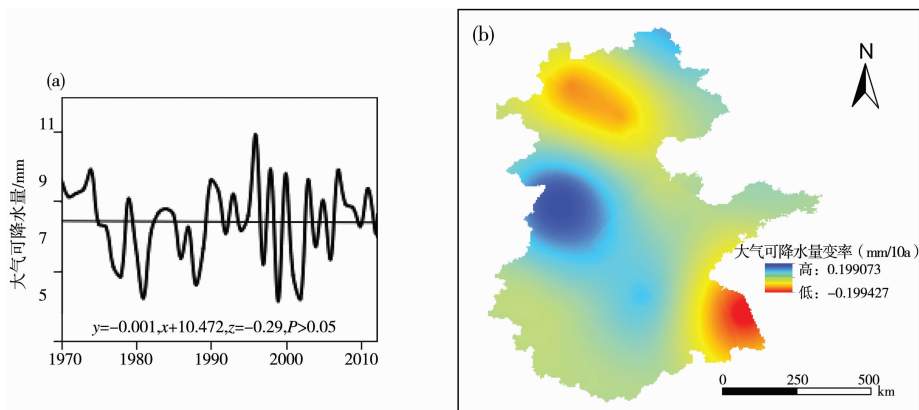 (a)
大气可降水量/mm
11
9
7
5
y=-0.001,x+10.472,z=-0.29,P>0.05
1970 1980 1990 2000 2010
(b)
N
大气可降水量变率(mm/10a)
高:0.199073
低:-0.199427
0 250 500
km